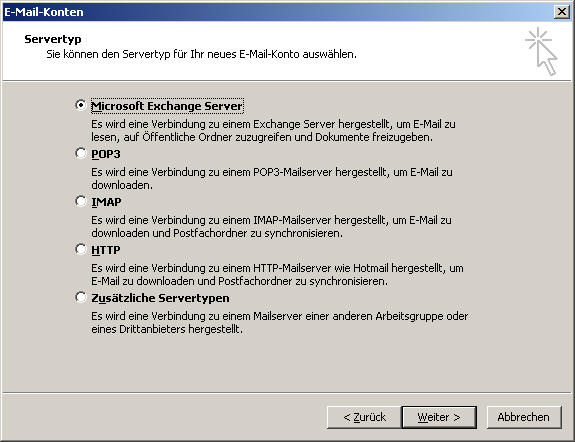 E-Mail-Konten
Servertyp
Sie können den Servertyp für Ihr neues E-Mail-Konto auswählen.
Microsoft Exchange Server
Es wird eine Verbindung zu einem Exchange Server hergestellt, um E-Mail zu
lesen, auf Öffentliche Ordner zuzugreifen und Dokumente freizugeben.
POP3
Es wird eine Verbindung zu einem POP3-Mailserver hergestellt, um E-Mail zu
downloaden.
IMAP
Es wird eine Verbindung zu einem IMAP-Mailserver hergestellt, um E-Mail zu
downloaden und Postfachordner zu synchronisieren.
HTTP
Es wird eine Verbindung zu einem HTTP-Mailserver wie Hotmail hergestellt, um
E-Mail zu downloaden und Postfachordner zu synchronisieren.
Zusätzliche Servertypen
Es wird eine Verbindung zu einem Mailserver einer anderen Arbeitsgruppe oder
eines Drittanbieters hergestellt.
< Zurück Weiter > Abbrechen